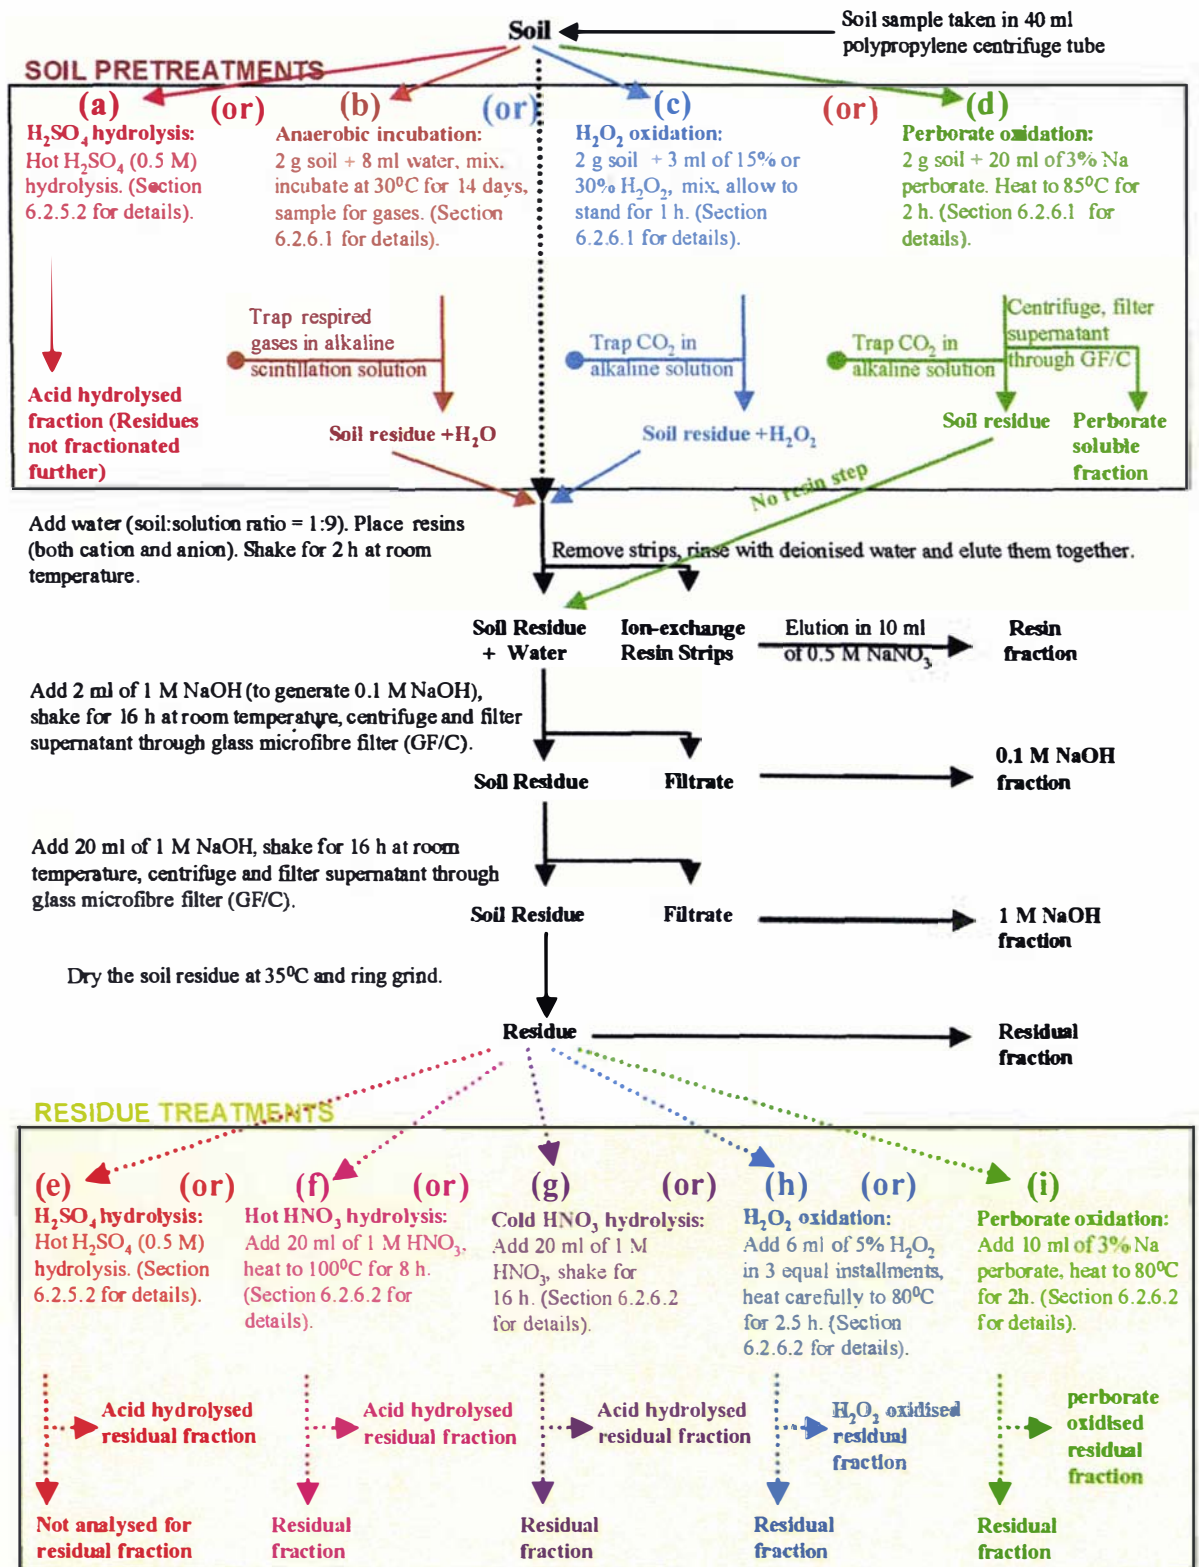 Soil
Soil sample taken in 40 ml
polypropylene centrifuge tube
SOIL PRETREATMENTS
(a)
(or)
(b)
(or)
(c)
(or)
(d)
H₂SO₄ hydrolysis:
Hot H₂SO₄ (0.5 M)
hydrolysis. (Section
6.2.5.2 for details).
Anaerobic incubation:
2 g soil + 8 ml water, mix,
incubate at 30⁰C for 14 days,
sample for gases. (Section
6.2.6.1 for details).
H₂O₂ oxidation:
2 g soil + 3 ml of 15% or
30% H₂O₂, mix, allow to
stand for 1 h. (Section
6.2.6.1 for details).
Perborate oxidation:
2 g soil + 20 ml of 3% Na
perborate. Heat to 85⁰C for
2 h. (Section 6.2.6.1 for
details).
Trap respired
gases in alkaline
scintillation solution
Trap CO₂ in
alkaline solution
Trap CO₂ in
alkaline solution
Centrifuge, filter
supernatant
through GF/C
Acid hydrolysed
fraction (Residues
not fractionated
further)
Soil residue +H₂O
Soil residue +H₂O₂
Soil residue
Perborate
soluble
fraction
No resin step
Add water (soil:solution ratio = 1:9). Place resins
(both cation and anion). Shake for 2 h at room
temperature.
Remove strips, rinse with deionised water and elute them together.
Soil Residue
+ Water
Ion-exchange
Resin Strips
Elution in 10 ml
of 0.5 M NaNO₃
Resin
fraction
Add 2 ml of 1 M NaOH (to generate 0.1 M NaOH),
shake for 16 h at room temperature, centrifuge and filter
supernatant through glass microfibre filter (GF/C).
Soil Residue
Filtrate
0.1 M NaOH
fraction
Add 20 ml of 1 M NaOH, shake for 16 h at room
temperature, centrifuge and filter supernatant through
glass microfibre filter (GF/C).
Soil Residue
Filtrate
1 M NaOH
fraction
Dry the soil residue at 35⁰C and ring grind.
Residue
Residual
fraction
RESIDUE TREATMENTS
(e)
(or)
(f)
(or)
(g)
(or)
(h)
(or)
(i)
H₂SO₄ hydrolysis:
Hot H₂SO₄ (0.5 M)
hydrolysis. (Section
6.2.5.2 for details).
Hot HNO₃ hydrolysis:
Add 20 ml of 1 M HNO₃,
heat to 100⁰C for 8 h.
(Section 6.2.6.2 for
details).
Cold HNO₃ hydrolysis:
Add 20 ml of 1 M
HNO₃, shake for
16 h. (Section 6.2.6.2
for details).
H₂O₂ oxidation:
Add 6 ml of 5% H₂O₂
in 3 equal installments,
heat carefully to 80⁰C
for 2.5 h. (Section
6.2.6.2 for details).
Perborate oxidation:
Add 10 ml of 3% Na
perborate, heat to 80⁰C
for 2h. (Section 6.2.6.2
for details).
Acid hydrolysed
residual fraction
Acid hydrolysed
residual fraction
Acid hydrolysed
residual fraction
H₂O₂ oxidised
residual
fraction
perborate
oxidised
residual
fraction
Not analysed for
residual fraction
Residual
fraction
Residual
fraction
Residual
fraction
Residual
fraction